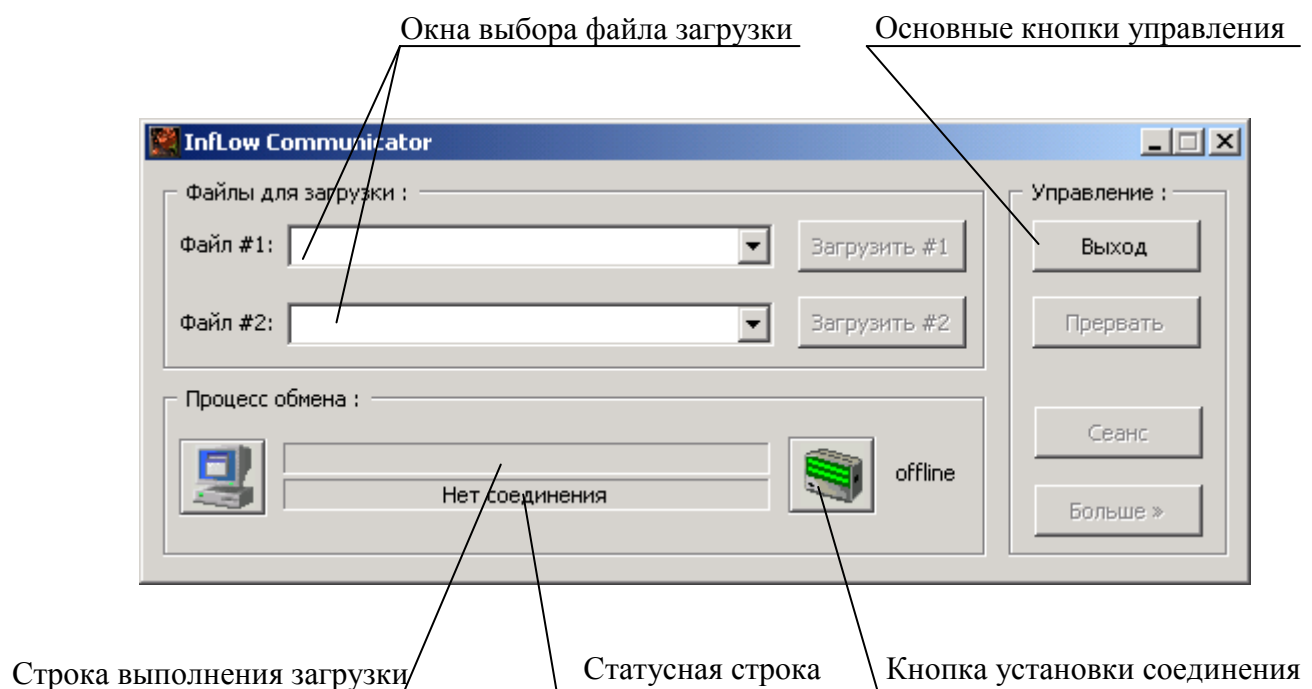 Окна выбора файла загрузки
Основные кнопки управления
InfLow Communicator
Файлы для загрузки :
Управление :
Файл #1:
Загрузить #1
Выход
Файл #2:
Загрузить #2
Прервать
Процесс обмена :
Сеанс
offline
Нет соединения
Больше »
Строка выполнения загрузки
Статусная строка
Кнопка установки соединения